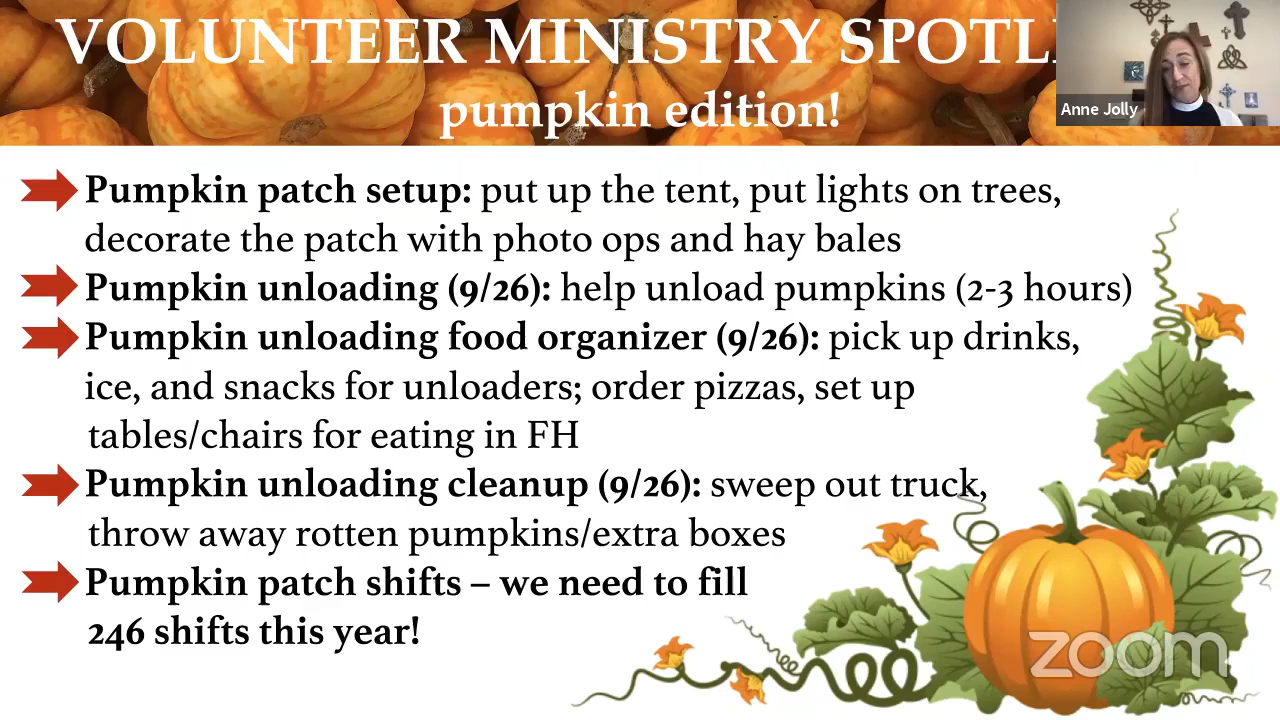 VOLUNTEER MINISTRY SPOTL
pumpkin edition!
Anne Jolly
Pumpkin patch setup: put up the tent, put lights on trees,
decorate the patch with photo ops and hay bales
Pumpkin unloading (9/26): help unload pumpkins (2-3 hours)
Pumpkin unloading food organizer (9/26): pick up drinks,
ice, and snacks for unloaders; order pizzas, set up
tables/chairs for eating in FH
Pumpkin unloading cleanup (9/26): sweep out truck,
throw away rotten pumpkins/extra boxes
Pumpkin patch shifts – we need to fill
246 shifts this year!
zoom